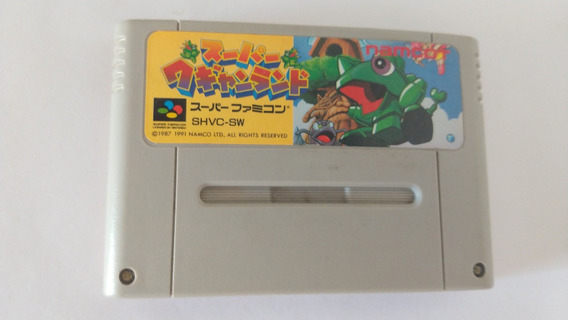 スーパー
ワギャンランド
namcot
スーパーファミコン
SHVC-SW
©1987 1991 NAMCO LTD., ALL RIGHTS RESERVED